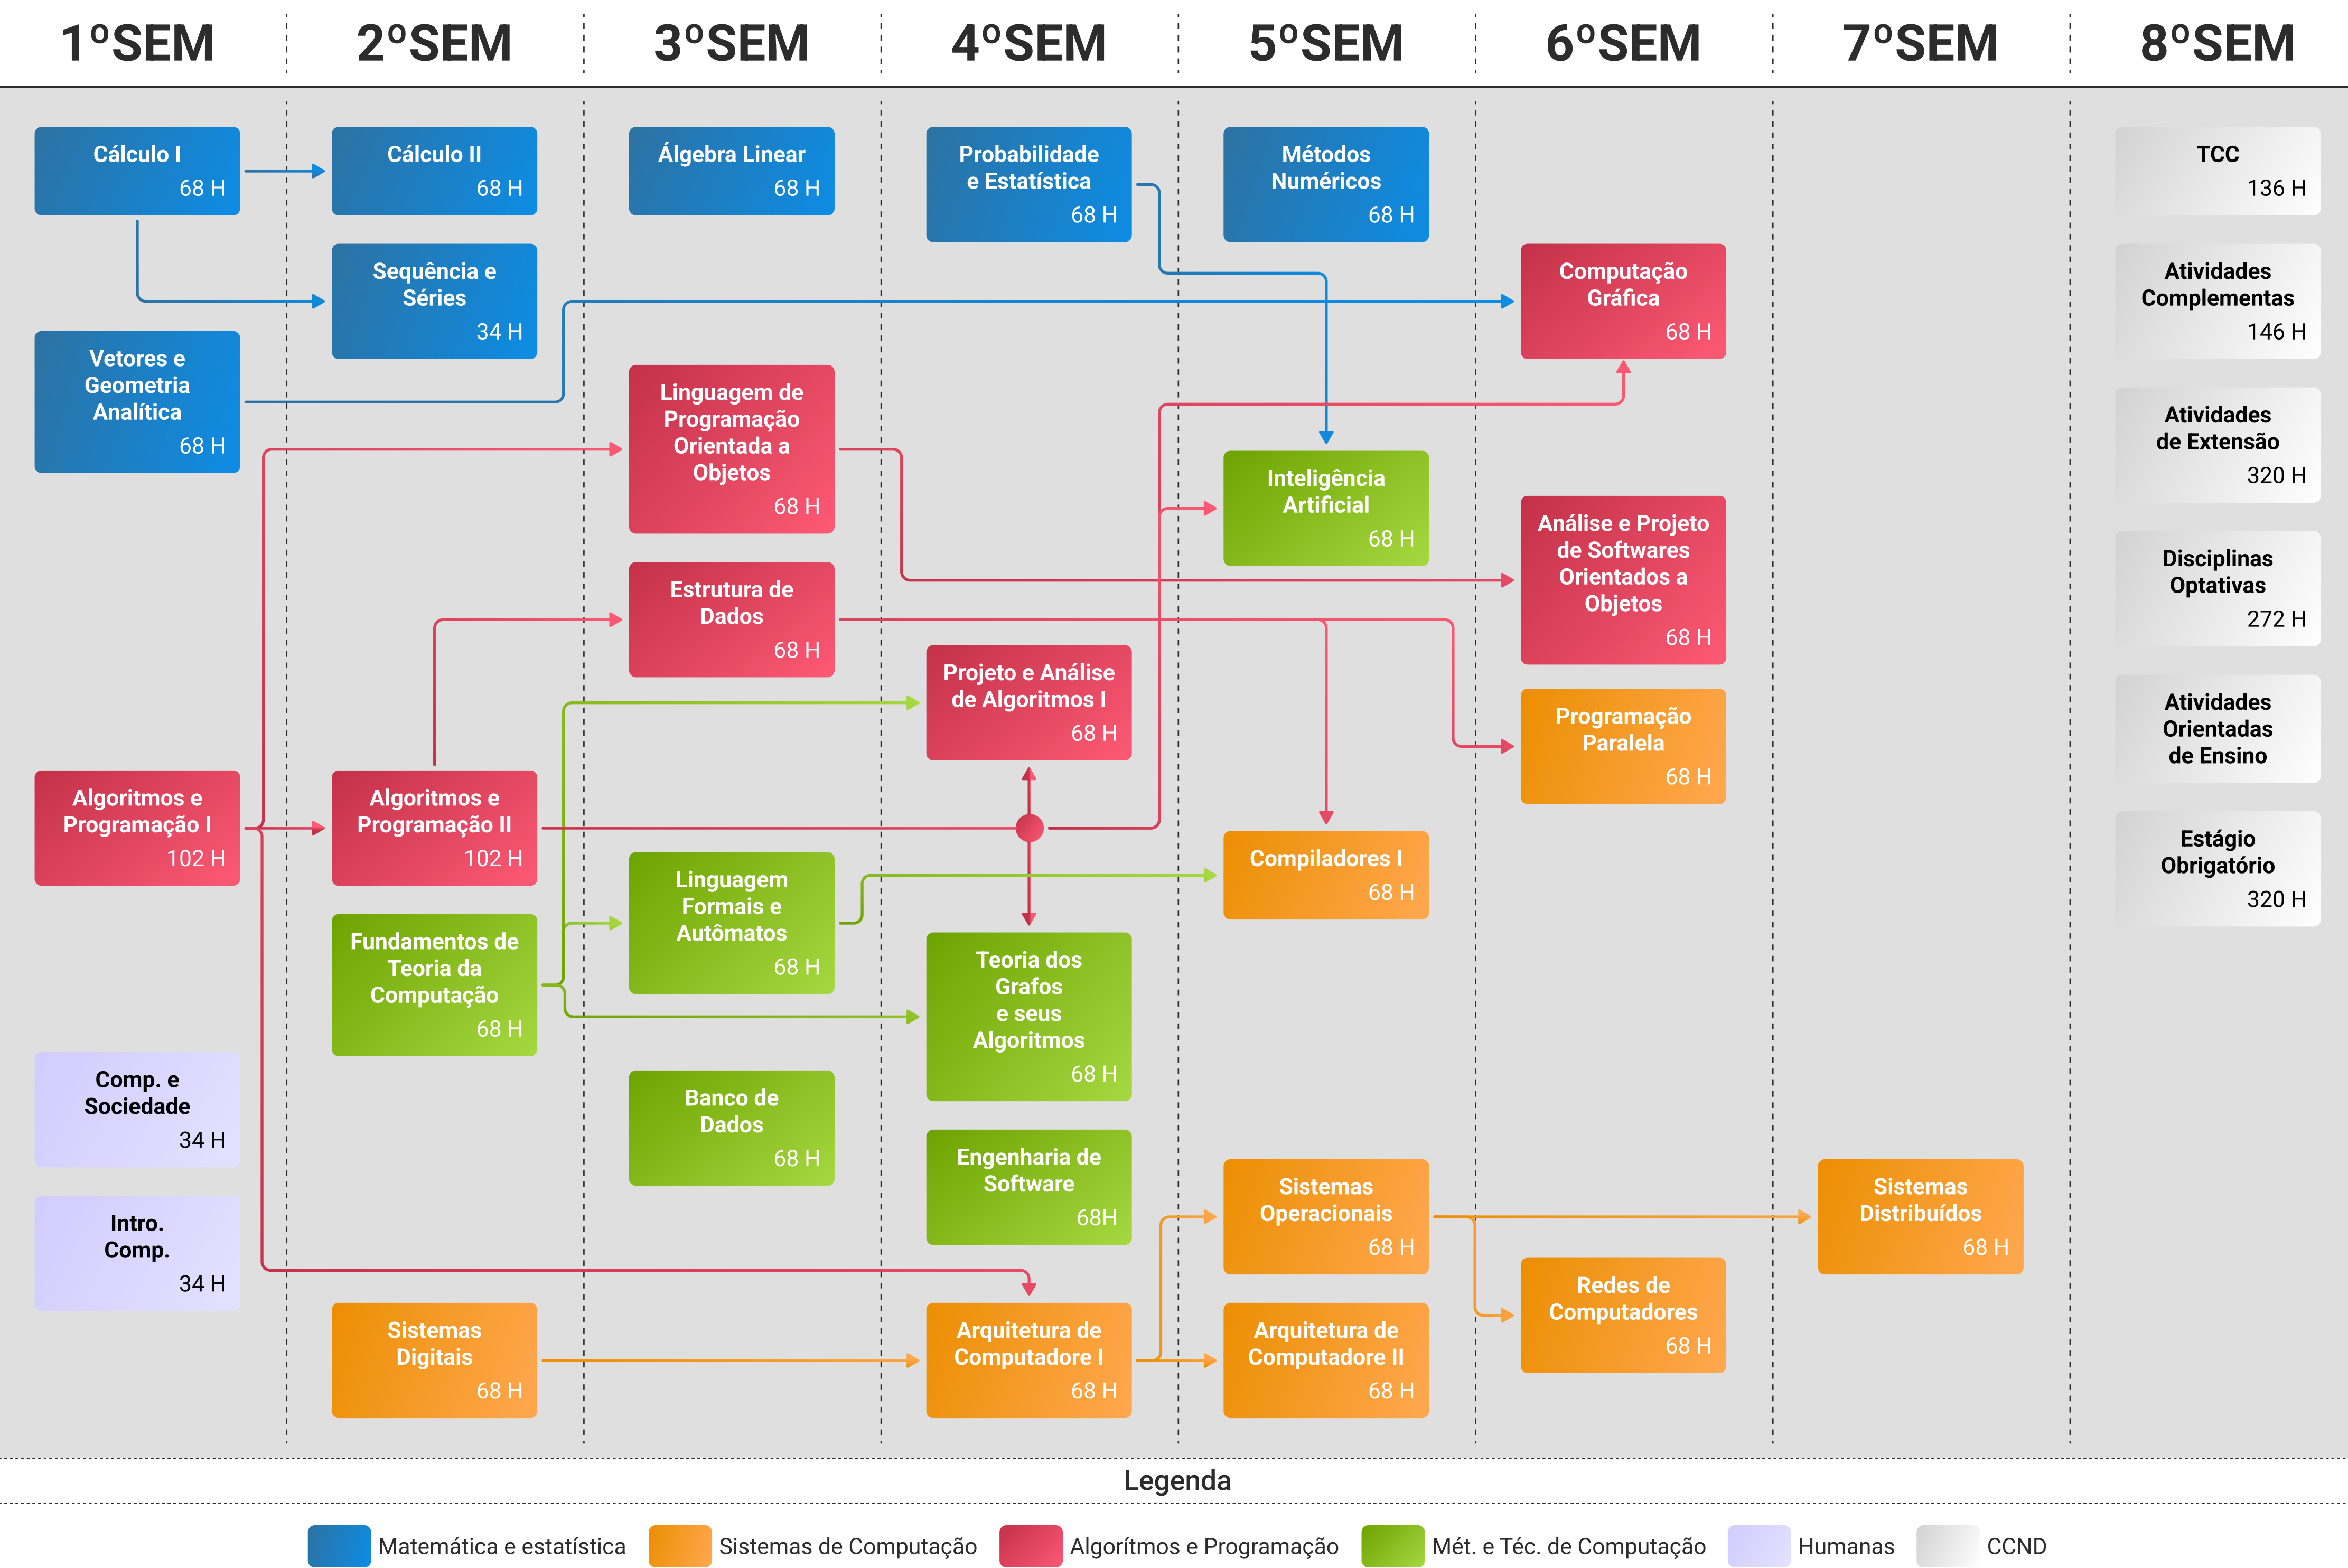 1ºSEM
2ºSEM
3ºSEM
4ºSEM
5ºSEM
6ºSEM
7ºSEM
8ºSEM
Cálculo I
68 H
Vetores e
Geometria
Analítica
68 H
Algoritmos e
Programação I
102 H
Comp. e
Sociedade
34 H
Intro.
Comp.
34 H
Cálculo II
68 H
Sequência e
Séries
34 H
Algoritmos e
Programação II
102 H
Fundamentos de
Teoria da
Computação
68 H
Sistemas
Digitais
68 H
Álgebra Linear
68 H
Linguagem de
Programação
Orientada a
Objetos
68 H
Estrutura de
Dados
68 H
Linguagem
Formais e
Autômatos
68 H
Banco de
Dados
68 H
Probabilidade
e Estatística
68 H
Projeto e Análise
de Algoritmos I
68 H
Teoria dos
Grafos
e seus
Algoritmos
68 H
Engenharia de
Software
68H
Arquitetura de
Computadore I
68 H
Métodos
Numéricos
68 H
Inteligência
Artificial
68 H
Compiladores I
68 H
Sistemas
Operacionais
68 H
Arquitetura de
Computadore II
68 H
Computação
Gráfica
68 H
Análise e Projeto
de Softwares
Orientados a
Objetos
68 H
Programação
Paralela
68 H
Redes de
Computadores
68 H
Sistemas
Distribuídos
68 H
TCC
136 H
Atividades
Complementas
146 H
Atividades
de Extensão
320 H
Disciplinas
Optativas
272 H
Atividades
Orientadas
de Ensino
Estágio
Obrigatório
320 H
Legenda
Matemática e estatística
Sistemas de Computação
Algorítmos e Programação
Mét. e Téc. de Computação
Humanas
CCND